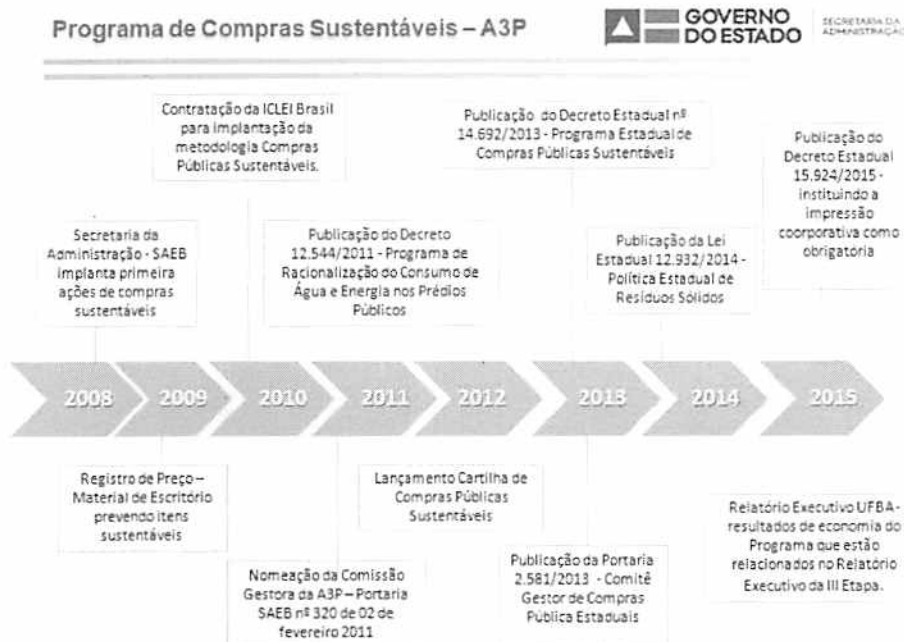 Programa de Compras Sustentáveis – A3P
GOVERNO
DO ESTADO
SECRETARIA DA
ADMINISTRAÇÃO
Contratação da ICLEI Brasil
para implantação da
metodologia Compras
Públicas Sustentáveis.
Publicação do Decreto Estadual nº
14.692/2013 - Programa Estadual de
Compras Públicas Sustentáveis
Publicação do
Decreto Estadual
15.924/2015 -
instituindo a
impressão
coorporativa como
obrigatória
Secretaria da
Administração - SAEB
implanta primeira
ações de compras
sustentáveis
Publicação do Decreto
12.544/2011 - Programa de
Racionalização do Consumo de
Água e Energia nos Prédios
Públicos
Publicação da Lei
Estadual 12.932/2014 -
Política Estadual de
Resíduos Sólidos
2008
2009
2010
2011
2012
2013
2014
2015
Registro de Preço –
Material de Escritório
prevendo itens
sustentáveis
Lançamento Cartilha de
Compras Públicas
Sustentáveis
Relatório Executivo UFBA-
resultados de economia do
Programa que estão
relacionados no Relatório
Executivo da III Etapa.
Nomeação da Comissão
Gestora da A3P – Portaria
SAEB nº 320 de 02 de
fevereiro 2011
Publicação da Portaria
2.581/2013 - Comitê
Gestor de Compras
Pública Estaduais